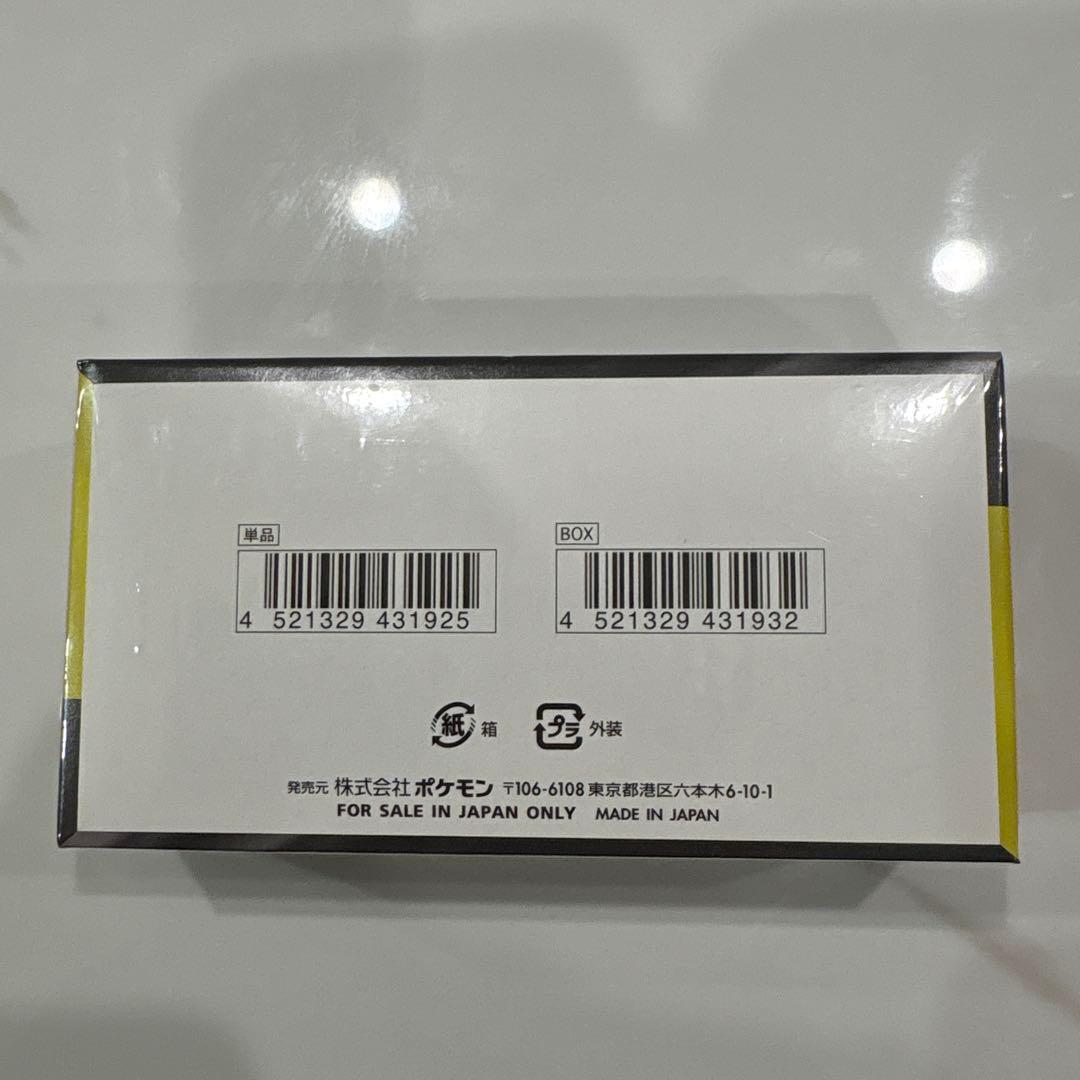 単品
4 521329 431925
BOX
4 521329 431932
紙 箱
プラ 外装
発売元 株式会社ポケモン 〒106-6108 東京都港区六本木6-10-1
FOR SALE IN JAPAN ONLY MADE IN JAPAN